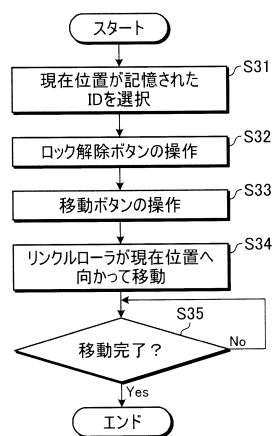 スタート
S31
現在位置が記憶された
IDを選択
S32
ロック解除ボタンの操作
S33
移動ボタンの操作
S34
リンクルローラが現在位置へ
向かって移動
S35
移動完了？
No
Yes
エンド